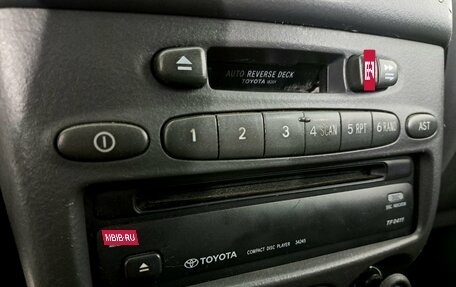 AUTO REVERSE DECK
TOYOTA
1 2 3 4 SCAN 5 RPT 6 RAND AST
MBIB.RU
TOYOTA COMPACT DISC PLAYER